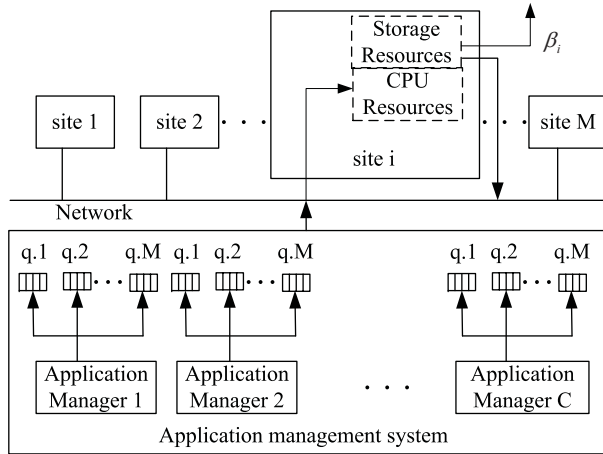 Storage
Resources
β_i
CPU
Resources
site 1
site 2
. . .
site i
. . .
site M
Network
q.1
q.2
q.M
q.1
q.2
q.M
q.1
q.2
q.M
. . .
. . .
. . .
Application
Manager 1
Application
Manager 2
. . .
Application
Manager C
Application management system